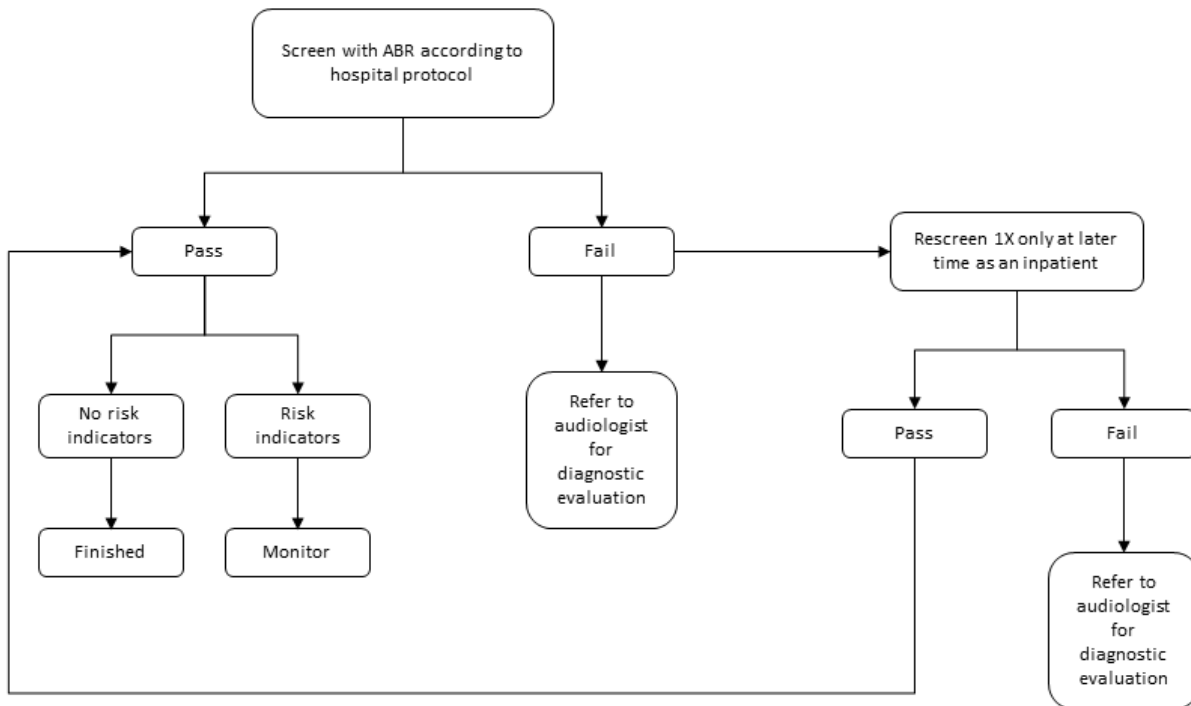 Screen with ABR according to
hospital protocol
Pass
Fail
Rescreen 1X only at later
time as an inpatient
No risk
indicators
Risk
indicators
Refer to
audiologist
for
diagnostic
evaluation
Pass
Fail
Finished
Monitor
Refer to
audiologist
for
diagnostic
evaluation